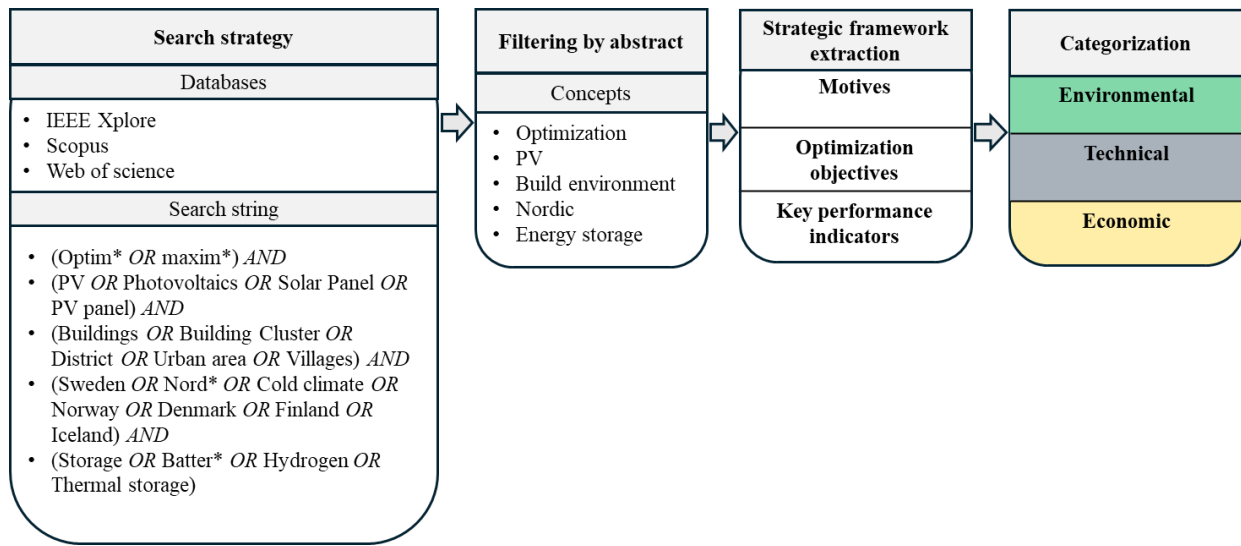 Search strategy
Databases
• IEEE Xplore
• Scopus
• Web of science
Search string
• (Optim* OR maxim*) AND
• (PV OR Photovoltaics OR Solar Panel OR
PV panel) AND
• (Buildings OR Building Cluster OR
District OR Urban area OR Villages) AND
• (Sweden OR Nord* OR Cold climate OR
Norway OR Denmark OR Finland OR
Iceland) AND
• (Storage OR Batter* OR Hydrogen OR
Thermal storage)
Filtering by abstract
Concepts
• Optimization
• PV
• Build environment
• Nordic
• Energy storage
Strategic framework
extraction
Motives
Optimization
objectives
Key performance
indicators
Categorization
Environmental
Technical
Economic